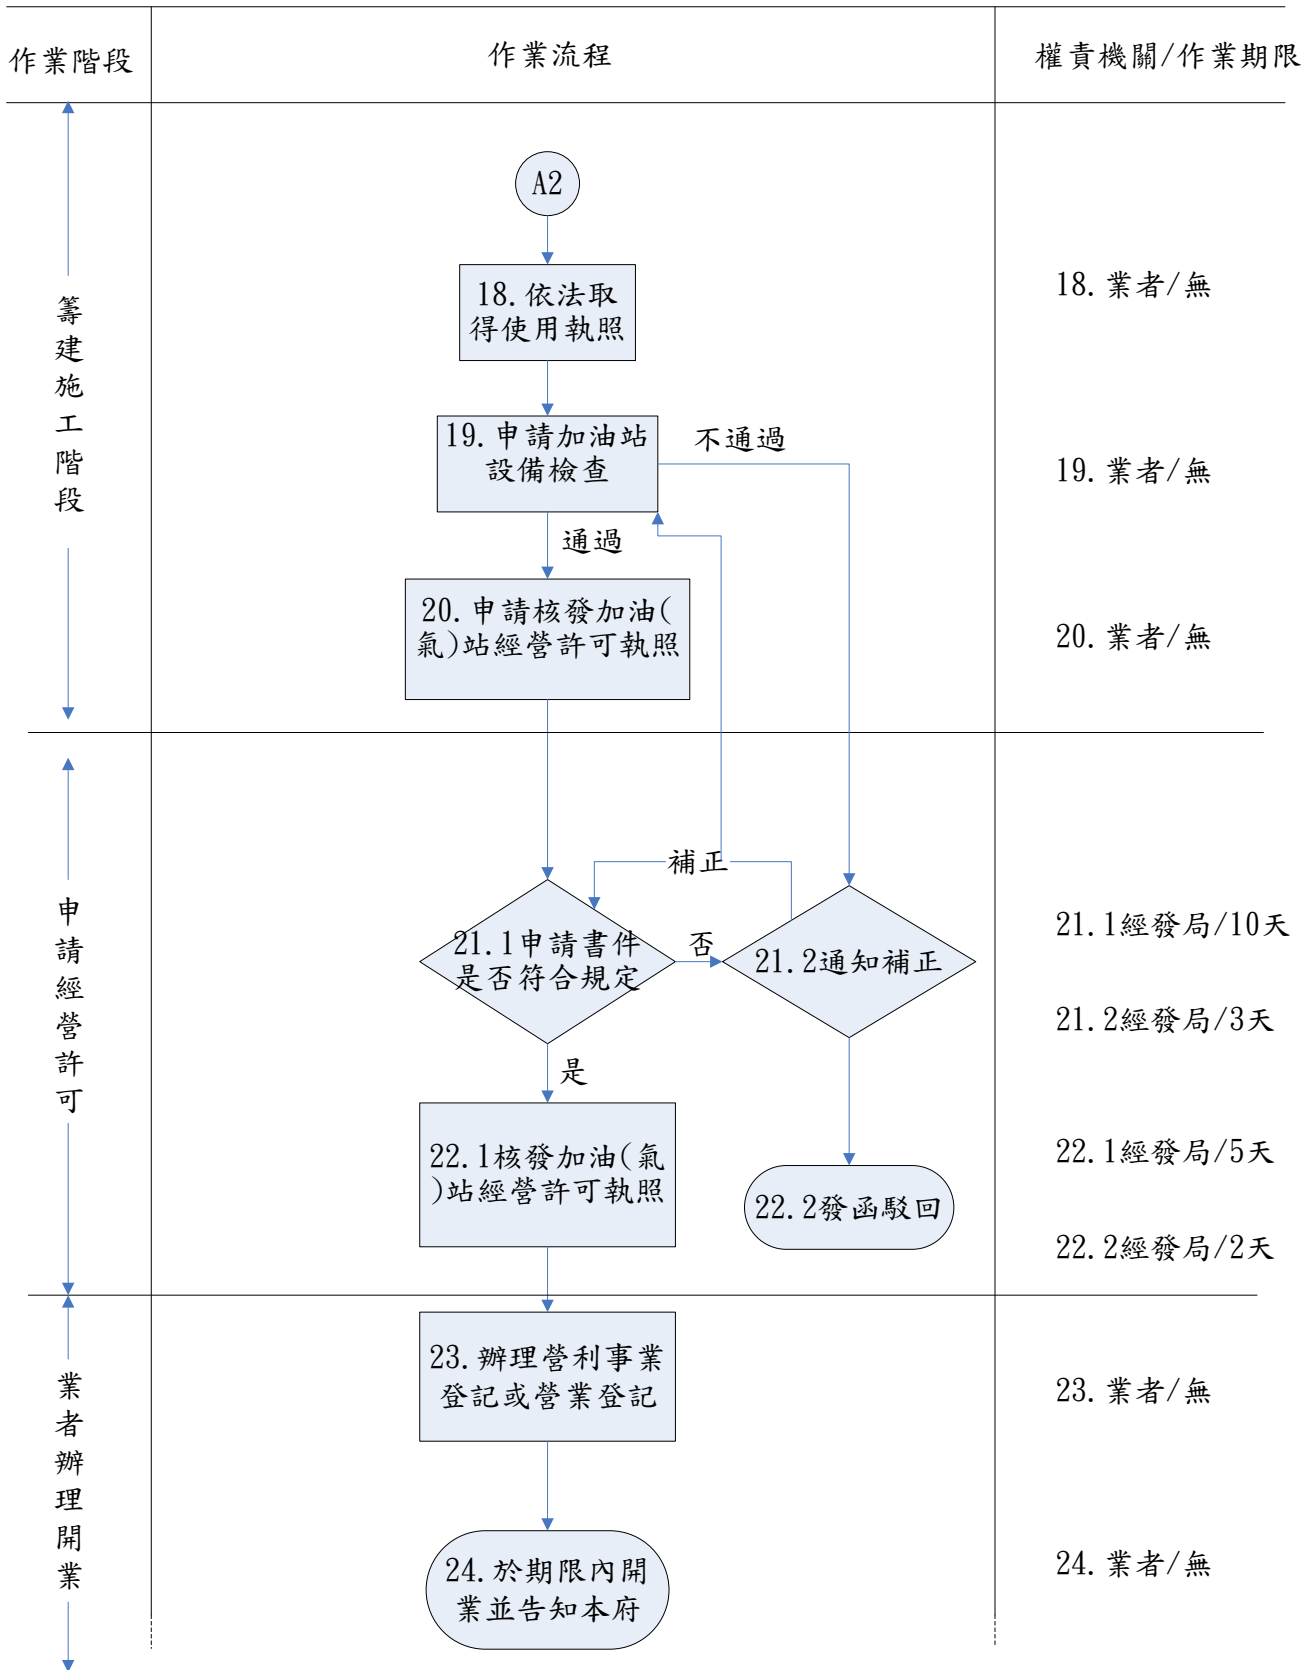 作業階段
作業流程
權責機關/作業期限
籌建施工階段
A2
18.依法取
得使用執照
18.業者/無
19.申請加油站
設備檢查
不通過
19.業者/無
通過
20.申請核發加油(
氣)站經營許可執照
20.業者/無
申請經營許可
補正
21.1申請書件
是否符合規定
否
21.2通知補正
21.1經發局/10天
21.2經發局/3天
是
22.1核發加油(氣
)站經營許可執照
22.2發函駁回
22.1經發局/5天
22.2經發局/2天
業者辦理開業
23.辦理營利事業
登記或營業登記
23.業者/無
24.於期限內開
業並告知本府
24.業者/無